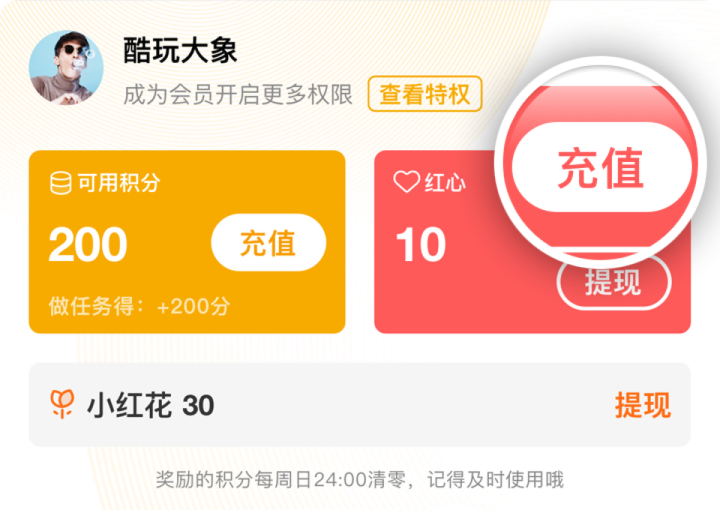 酷玩大象
成为会员开启更多权限 查看特权
可用积分
200 充值
做任务得：+200分
红心
10 充值
提现
小红花 30 提现
奖励的积分每周日24:00清零，记得及时使用哦